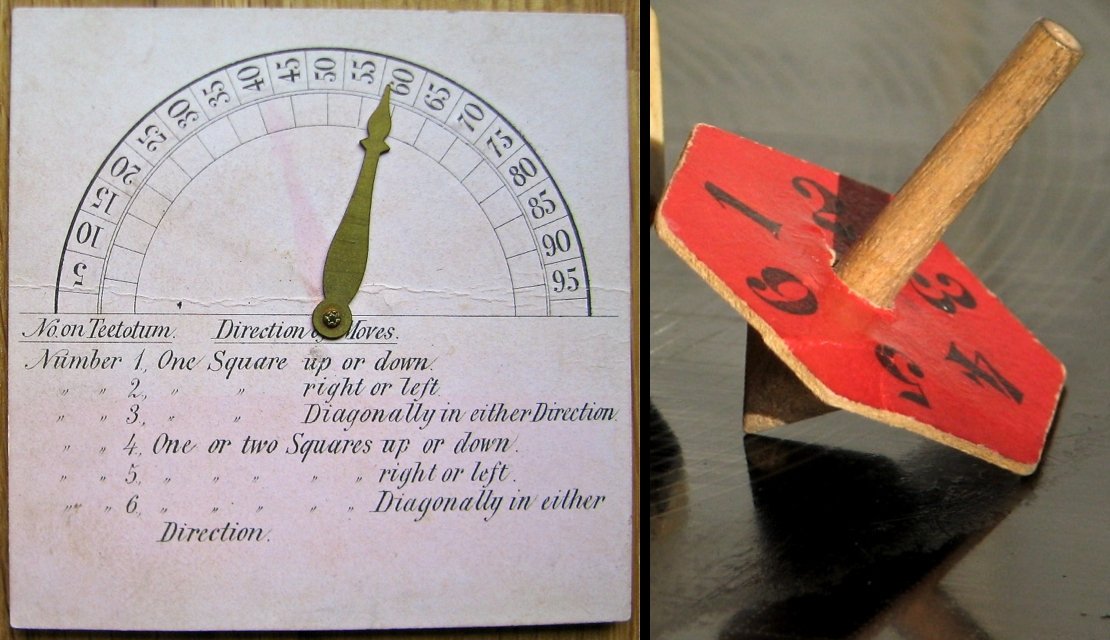 5 10 15 20 25 30 35 40 45 50 55 60 65 70 75 80 85 90 95
No. on Teetotum. Direction of Moves.
Number 1, One Square up or down.
„ „ 2, „ „ right or left.
„ „ 3, „ „ Diagonally in either Direction.
„ „ 4, One or two Squares up or down.
„ „ 5, „ „ „ „ „ right or left.
„ „ 6, „ „ „ „ „ Diagonally in either
Direction.
1 2 3 4 5 6